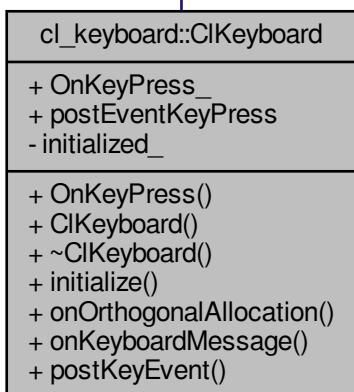 cl_keyboard::ClKeyboard
+ OnKeyPress_
+ postEventKeyPress
- initialized_
+ OnKeyPress()
+ ClKeyboard()
+ ~ClKeyboard()
+ initialize()
+ onOrthogonalAllocation()
+ onKeyboardMessage()
+ postKeyEvent()